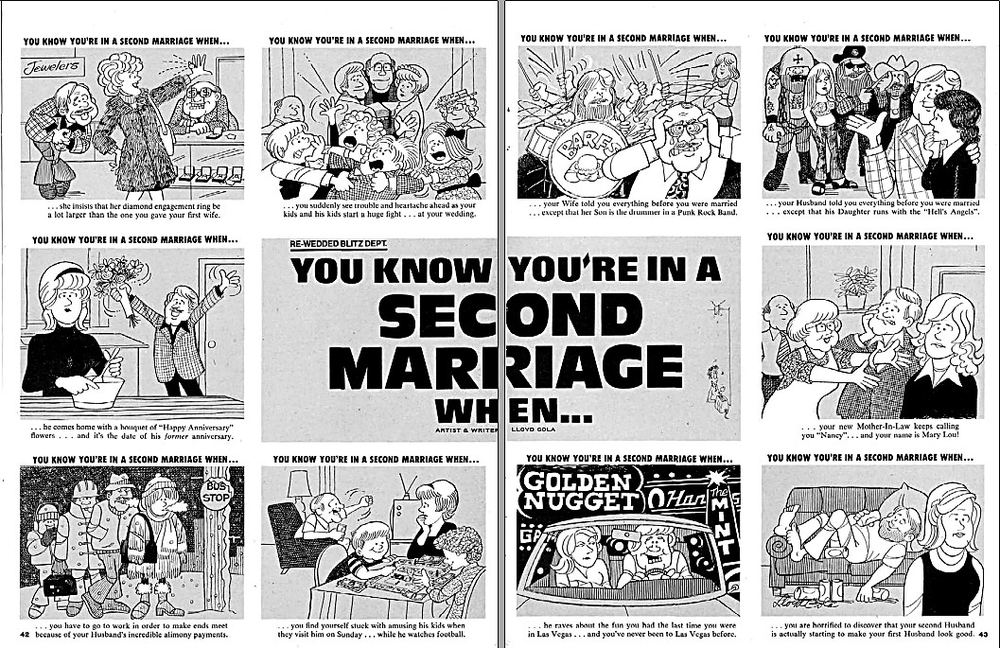 YOU KNOW YOU'RE IN A SECOND MARRIAGE WHEN...
Jewelers
...she insists that her diamond engagement ring be
a lot larger than the one you gave your first wife.
YOU KNOW YOU'RE IN A SECOND MARRIAGE WHEN...
...you suddenly see trouble and heartache ahead as your
kids and his kids start a huge fight ... at your wedding.
YOU KNOW YOU'RE IN A SECOND MARRIAGE WHEN...
BARF
...your Wife told you everything before you were married
...except that her Son is the drummer in a Punk Rock Band.
YOU KNOW YOU'RE IN A SECOND MARRIAGE WHEN...
...your Husband told you everything before you were married
...except that his Daughter runs with the "Hell's Angels".
YOU KNOW YOU'RE IN A SECOND MARRIAGE WHEN...
...he comes home with a bouquet of "Happy Anniversary"
flowers ... and it's the date of his former anniversary.
RE-WEDDED BLITZ DEPT.
YOU KNOW YOU'RE IN A
SECOND
MARRIAGE
WHEN...
ARTIST & WRITER LLOYD GOLA
YOU KNOW YOU'RE IN A SECOND MARRIAGE WHEN...
...your new Mother-In-Law keeps calling
you "Nancy"... and your name is Mary Lou!
YOU KNOW YOU'RE IN A SECOND MARRIAGE WHEN...
BUS
STOP
...you have to go to work in order to make ends meet
because of your Husband's incredible alimony payments.
42
YOU KNOW YOU'RE IN A SECOND MARRIAGE WHEN...
...you find yourself stuck with amusing his kids when
they visit him on Sunday ... while he watches football.
YOU KNOW YOU'RE IN A SECOND MARRIAGE WHEN...
GOLDEN
NUGGET
The
MINT
...he raves about the fun you had the last time you were
in Las Vegas ... and you've never been to Las Vegas before.
YOU KNOW YOU'RE IN A SECOND MARRIAGE WHEN...
...you are horrified to discover that your second Husband
is actually starting to make your first Husband look good.
43